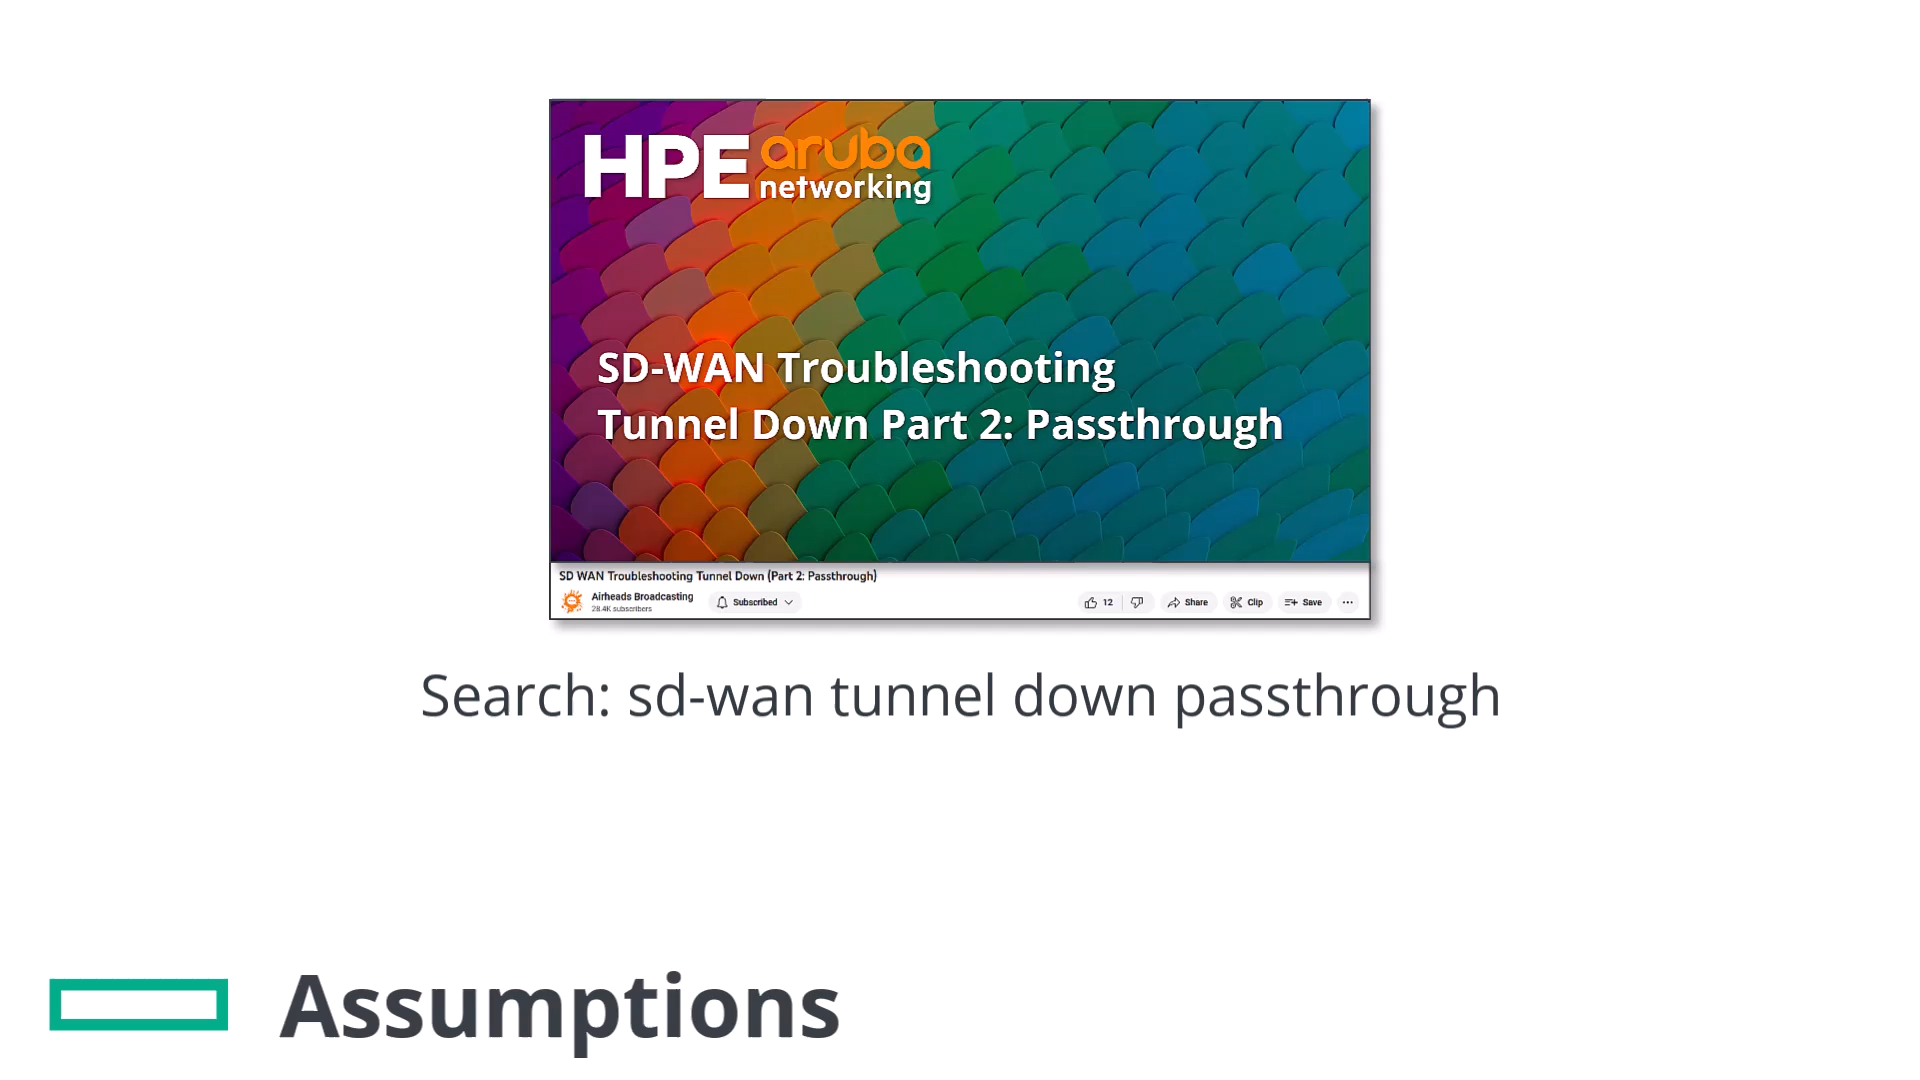 HPE aruba
networking
SD-WAN Troubleshooting
Tunnel Down Part 2: Passthrough
SD WAN Troubleshooting Tunnel Down (Part 2: Passthrough)
Airheads Broadcasting
28.4K subscribers
Subscribed
12
Share
Clip
Save
Search: sd-wan tunnel down passthrough
Assumptions